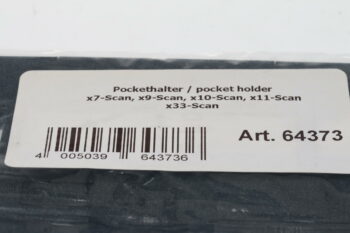 Pockethalter / pocket holder
x7-Scan, x9-Scan, x10-Scan, x11-Scan
x33-Scan
Art. 64373
4 005039 643736